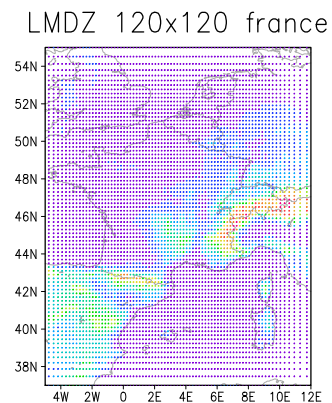 LMDZ 120x120 france
54N
52N
50N
48N
46N
44N
42N
40N
38N
4W 2W 0 2E 4E 6E 8E 10E 12E